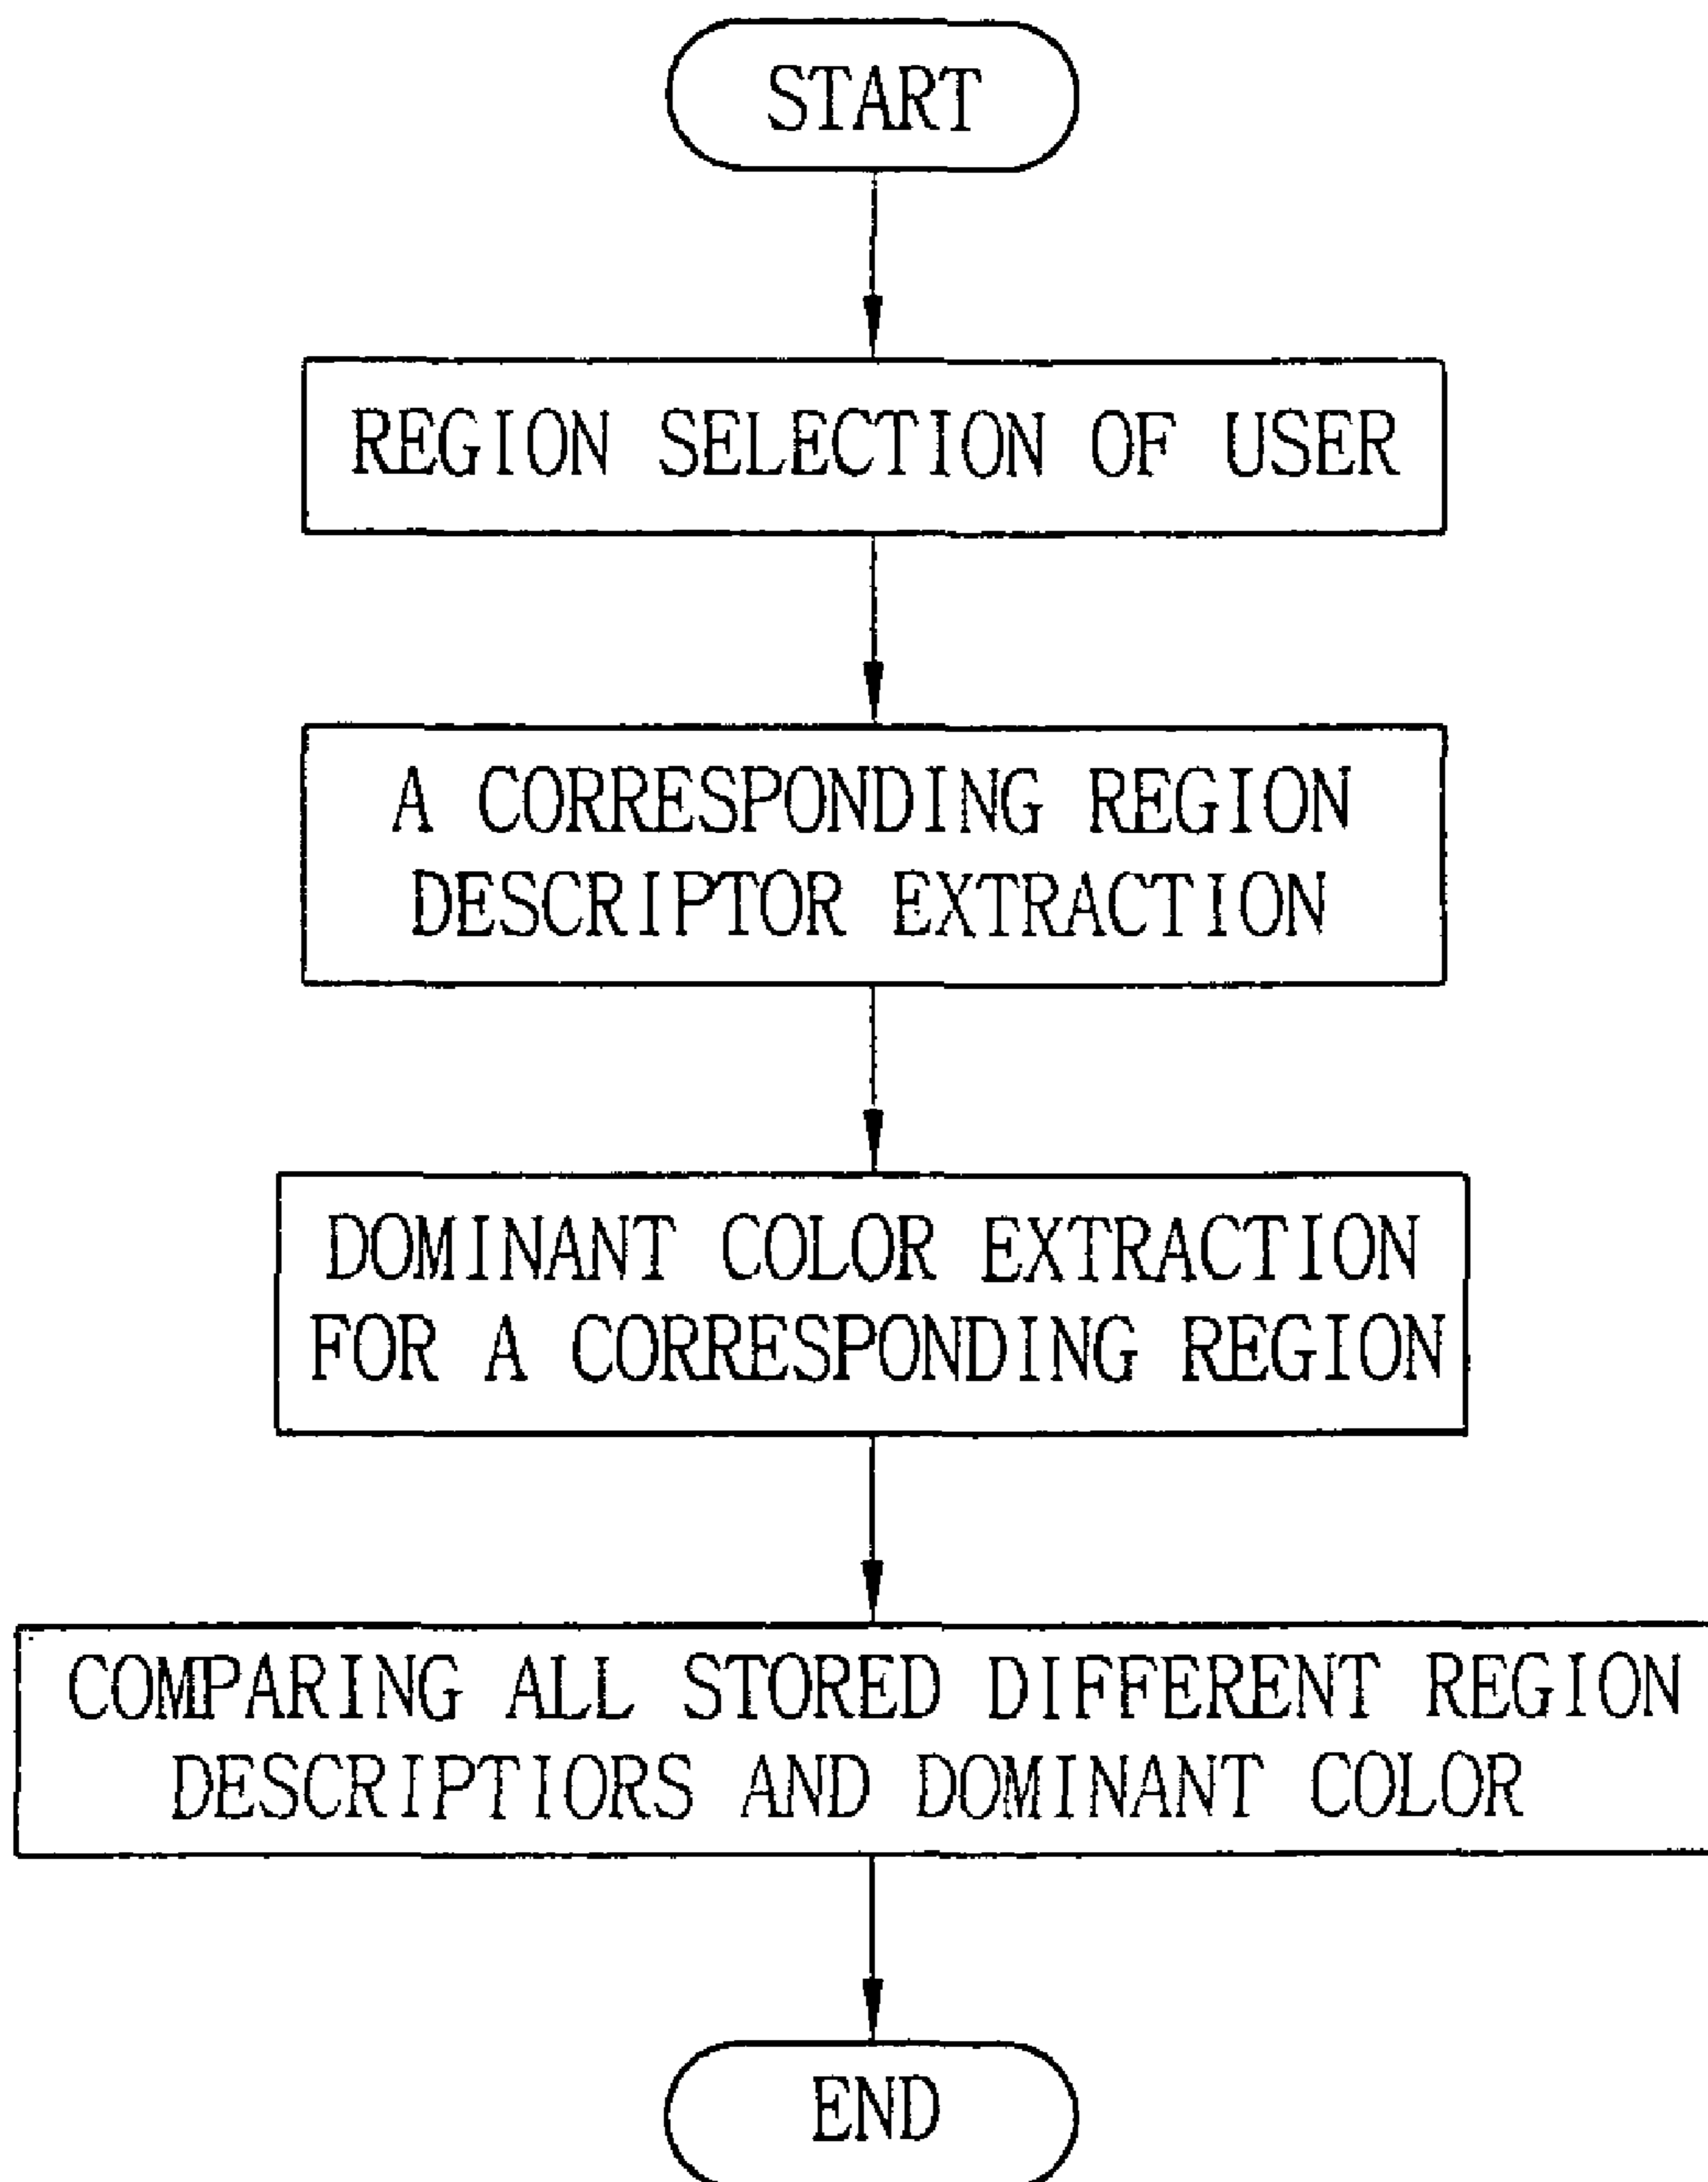 START
REGION SELECTION OF USER
A CORRESPONDING REGION
DESCRIPTOR EXTRACTION
DOMINANT COLOR EXTRACTION
FOR A CORRESPONDING REGION
COMPARING ALL STORED DIFFERENT REGION
DESCRIPTIORS AND DOMINANT COLOR
END